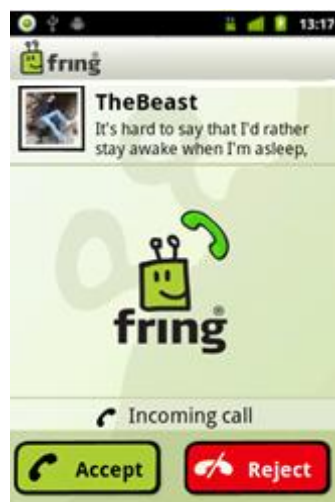 13:17
fring
TheBeast
It's hard to say that I'd rather
stay awake when I'm asleep,
fring®
Incoming call
Accept
Reject